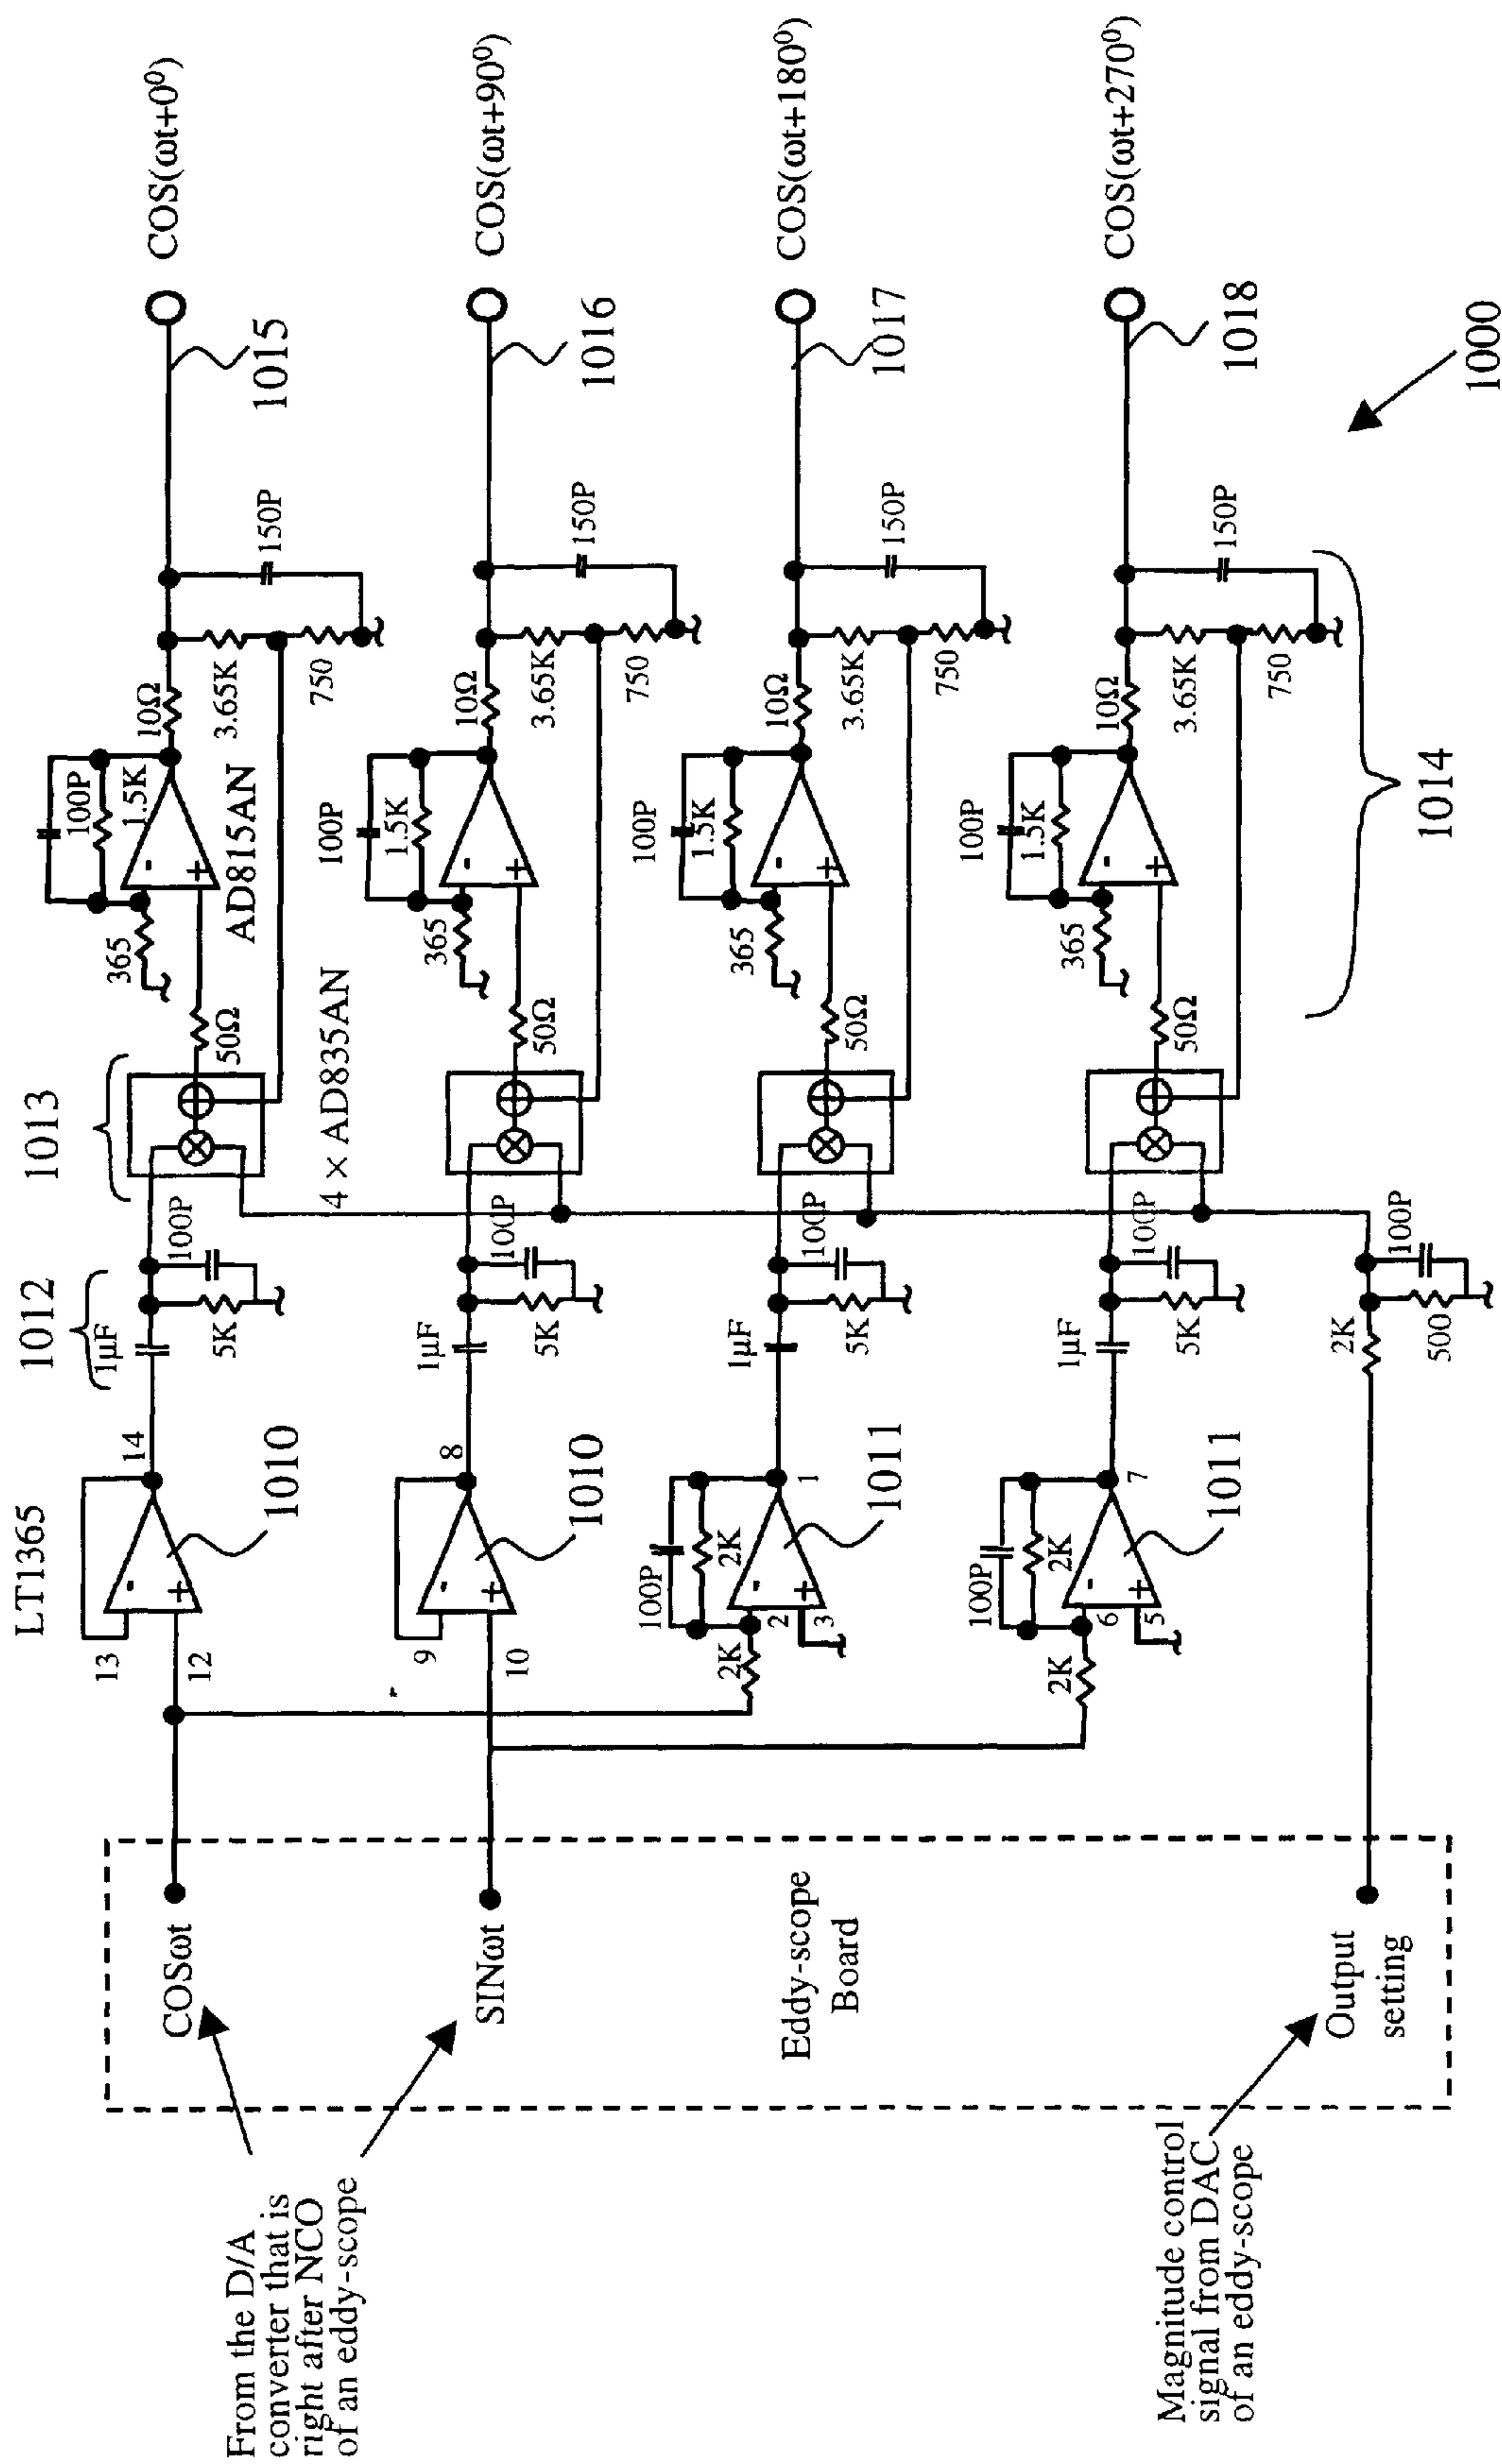 From the D/A
converter that is
right after NCO
of an eddy-scope
Magnitude control
signal from DAC
of an eddy-scope
COSωt
SINωt
Eddy-scope
Board
Output
setting
LT1365
13
12
14
1010
1012
1µF
5K
100P
1013
50Ω
365
100P
1.5K
AD815AN
10Ω
3.65K
750
150P
1015
COS(ωt+0⁰)
4 × AD835AN
9
10
8
1010
1µF
5K
100P
50Ω
365
100P
1.5K
10Ω
3.65K
750
150P
1016
COS(ωt+90⁰)
2K
100P
2K
2
3
1
1011
1µF
5K
100P
50Ω
365
100P
1.5K
10Ω
3.65K
750
150P
1017
COS(ωt+180⁰)
2K
100P
2K
6
5
7
1011
1µF
5K
100P
50Ω
365
100P
1.5K
10Ω
3.65K
750
150P
1018
COS(ωt+270⁰)
2K
500
100P
1014
1000